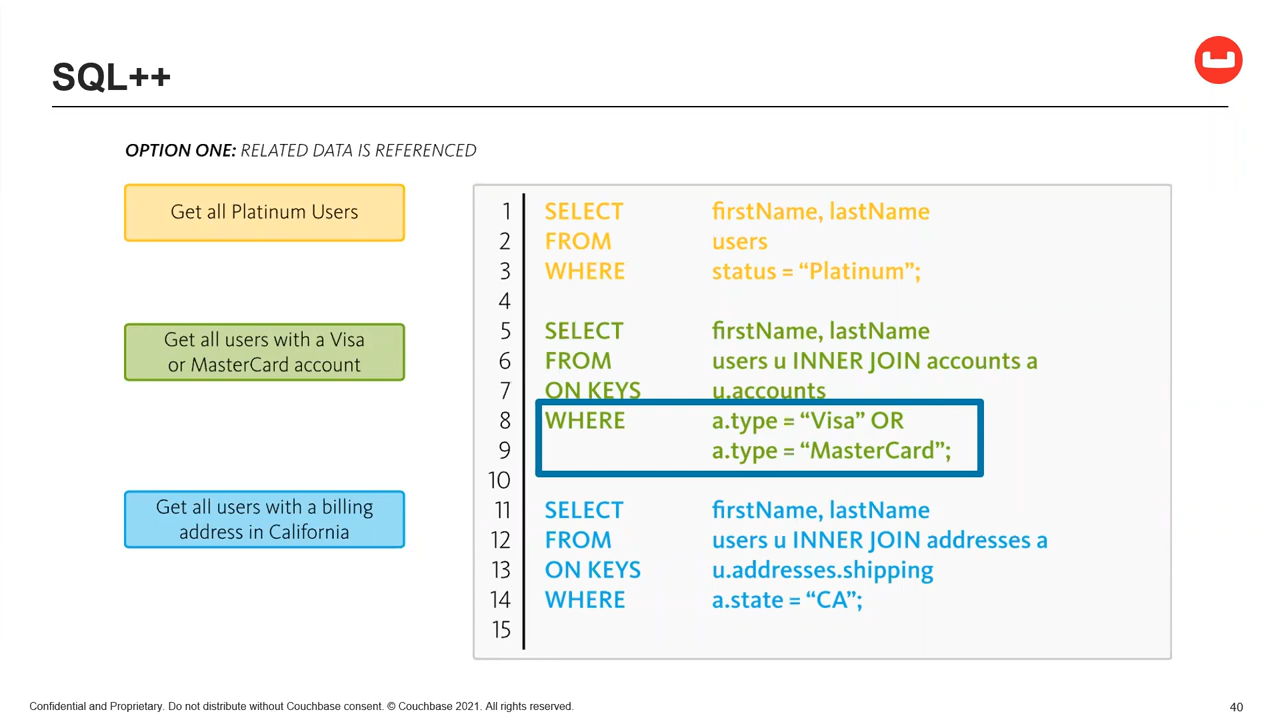 SQL++
OPTION ONE: RELATED DATA IS REFERENCED
Get all Platinum Users
Get all users with a Visa
or MasterCard account
Get all users with a billing
address in California
1 SELECT firstName, lastName
2 FROM users
3 WHERE status = “Platinum”;
4
5 SELECT firstName, lastName
6 FROM users u INNER JOIN accounts a
7 ON KEYS u.accounts
8 WHERE a.type = “Visa” OR
9 a.type = “MasterCard”;
10
11 SELECT firstName, lastName
12 FROM users u INNER JOIN addresses a
13 ON KEYS u.addresses.shipping
14 WHERE a.state = “CA”;
15
Confidential and Proprietary. Do not distribute without Couchbase consent. © Couchbase 2021. All rights reserved.
40